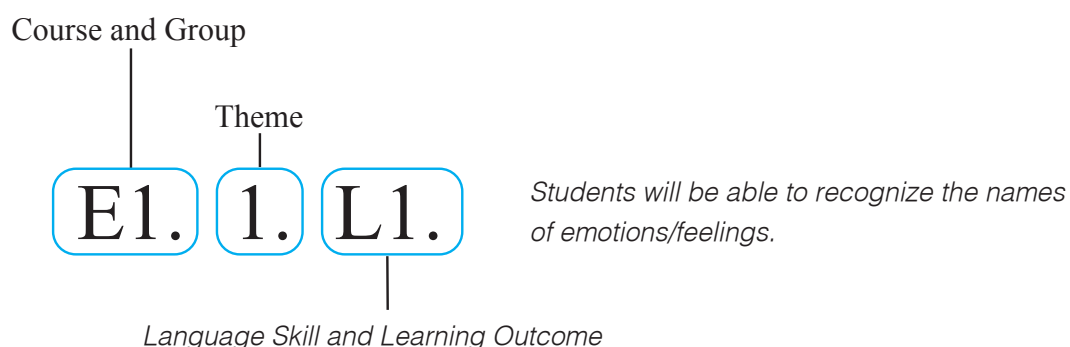 Course and Group
Theme
E1. 1. L1.
Students will be able to recognize the names
of emotions/feelings.
Language Skill and Learning Outcome